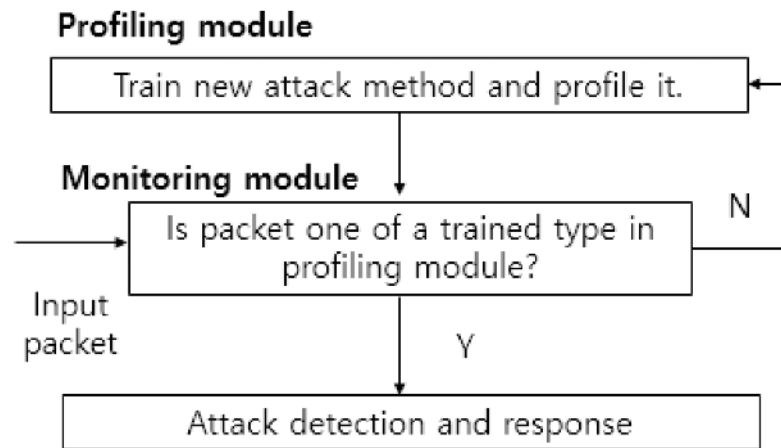 Profiling module
Train new attack method and profile it.
Monitoring module
Is packet one of a trained type in
profiling module?
N
Input
packet
Y
Attack detection and response